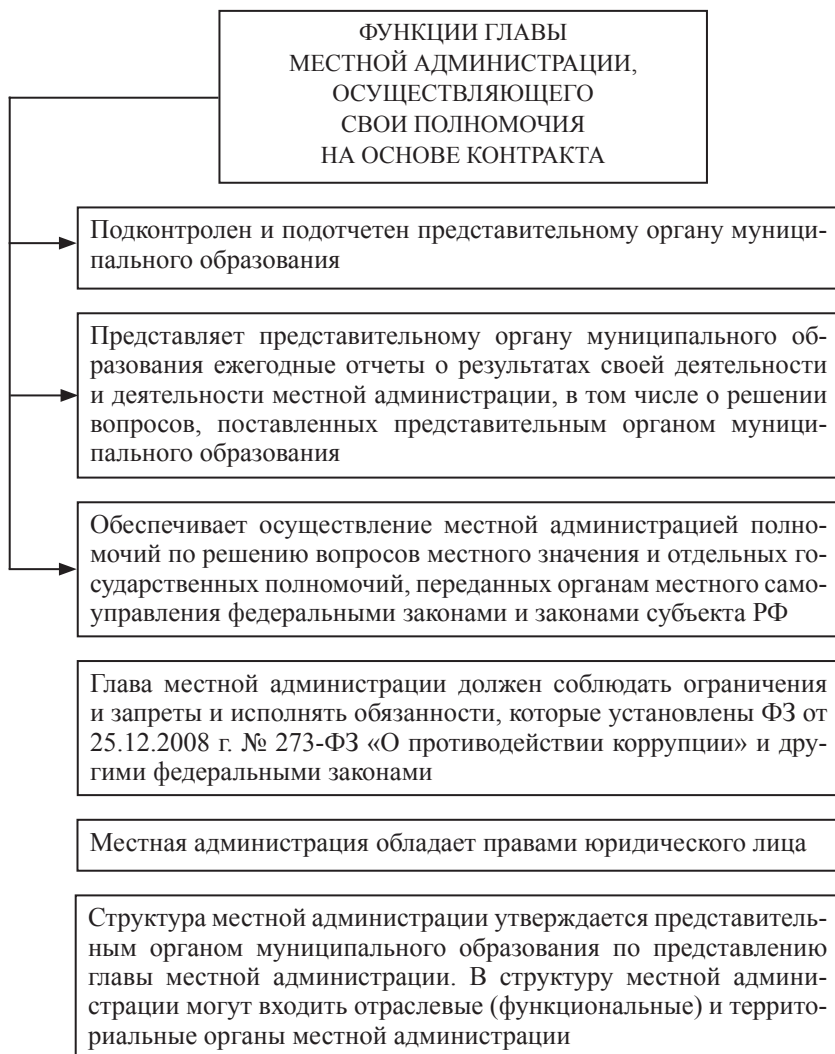 ФУНКЦИИ ГЛАВЫ
МЕСТНОЙ АДМИНИСТРАЦИИ,
ОСУЩЕСТВЛЯЮЩЕГО
СВОИ ПОЛНОМОЧИЯ
НА ОСНОВЕ КОНТРАКТА
Подконтролен и подотчетен представительному органу муници-
пального образования
Представляет представительному органу муниципального об-
разования ежегодные отчеты о результатах своей деятельности
и деятельности местной администрации, в том числе о решении
вопросов, поставленных представительным органом муници-
пального образования
Обеспечивает осуществление местной администрацией полно-
мочий по решению вопросов местного значения и отдельных го-
сударственных полномочий, переданных органам местного само-
управления федеральными законами и законами субъекта РФ
Глава местной администрации должен соблюдать ограничения
и запреты и исполнять обязанности, которые установлены ФЗ от
25.12.2008 г. № 273-ФЗ «О противодействии коррупции» и дру-
гими федеральными законами
Местная администрация обладает правами юридического лица
Структура местной администрации утверждается представитель-
ным органом муниципального образования по представлению
главы местной администрации. В структуру местной админи-
страции могут входить отраслевые (функциональные) и террито-
риальные органы местной администрации